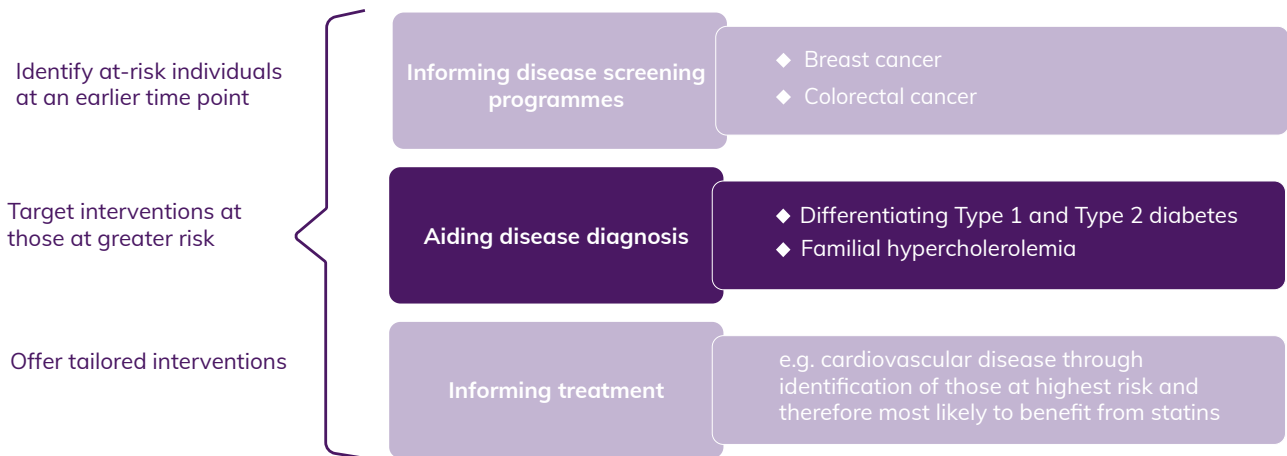 Identify at-risk individuals
at an earlier time point
Target interventions at
those at greater risk
Offer tailored interventions
Informing disease screening
programmes
◆ Breast cancer
◆ Colorectal cancer
Aiding disease diagnosis
◆ Differentiating Type 1 and Type 2 diabetes
◆ Familial hypercholerolemia
Informing treatment
e.g. cardiovascular disease through
identification of those at highest risk and
therefore most likely to benefit from statins